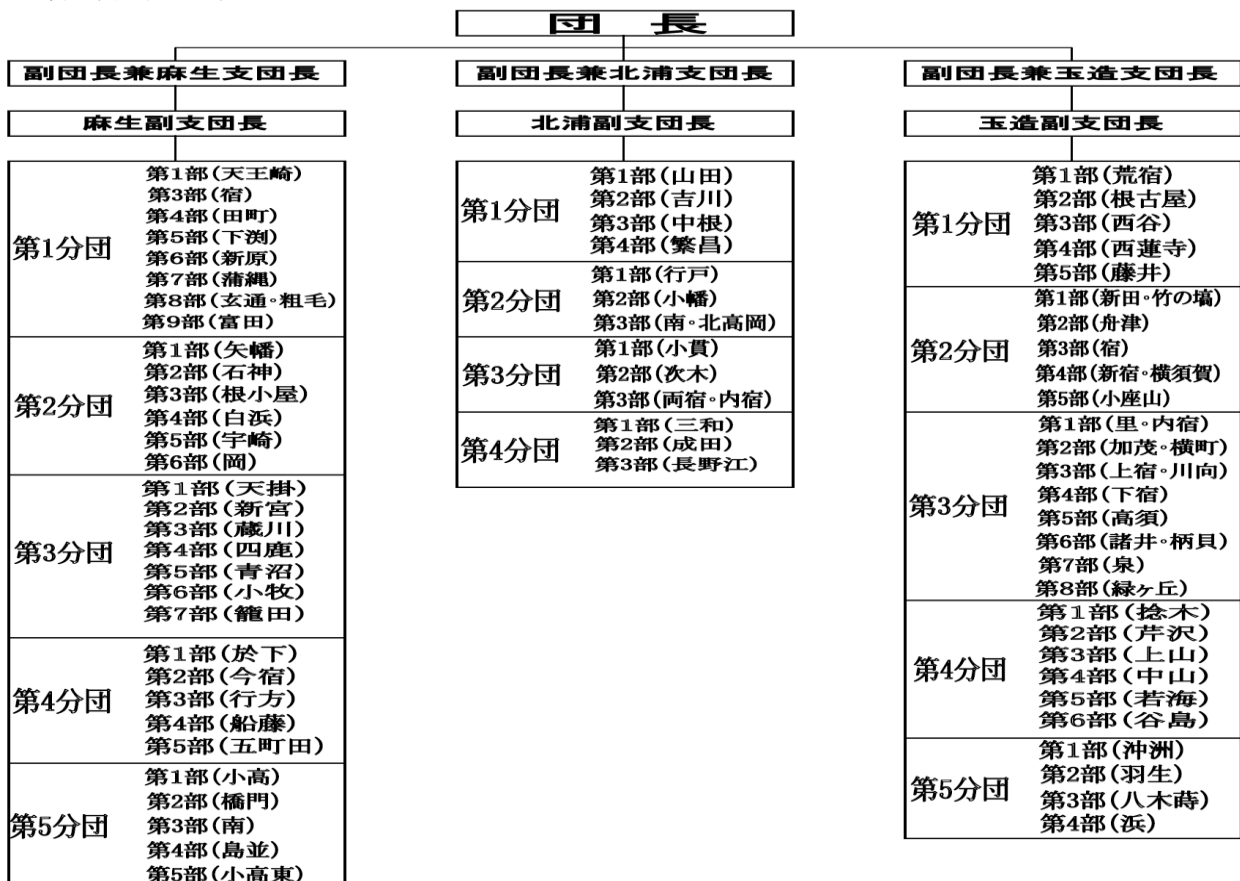 団　長
副団長兼麻生支団長
麻生副支団長
第1分団
第1部(天王崎)
第3部(宿)
第4部(田町)
第5部(下渕)
第6部(新原)
第7部(蒲縄)
第8部(玄通・粗毛)
第9部(富田)
第2分団
第1部(矢幡)
第2部(石神)
第3部(根小屋)
第4部(白浜)
第5部(宇崎)
第6部(岡)
第3分団
第1部(天掛)
第2部(新宮)
第3部(蔵川)
第4部(四鹿)
第5部(青沼)
第6部(小牧)
第7部(籠田)
第4分団
第1部(於下)
第2部(今宿)
第3部(行方)
第4部(船藤)
第5部(五町田)
第5分団
第1部(小高)
第2部(橋門)
第3部(南)
第4部(島並)
第5部(小高東)
副団長兼北浦支団長
北浦副支団長
第1分団
第1部(山田)
第2部(吉川)
第3部(中根)
第4部(繁昌)
第2分団
第1部(行戸)
第2部(小幡)
第3部(南・北高岡)
第3分団
第1部(小貫)
第2部(次木)
第3部(両宿・内宿)
第4分団
第1部(三和)
第2部(成田)
第3部(長野江)
副団長兼玉造支団長
玉造副支団長
第1分団
第1部(荒宿)
第2部(根古屋)
第3部(西谷)
第4部(西蓮寺)
第5部(藤井)
第2分団
第1部(新田・竹の塙)
第2部(舟津)
第3部(宿)
第4部(新宿・横須賀)
第5部(小座山)
第3分団
第1部(里・内宿)
第2部(加茂・横町)
第3部(上宿・川向)
第4部(下宿)
第5部(高須)
第6部(諸井・柄貝)
第7部(泉)
第8部(緑ヶ丘)
第4分団
第1部(捻木)
第2部(芹沢)
第3部(上山)
第4部(中山)
第5部(若海)
第6部(谷島)
第5分団
第1部(沖洲)
第2部(羽生)
第3部(八木蒔)
第4部(浜)